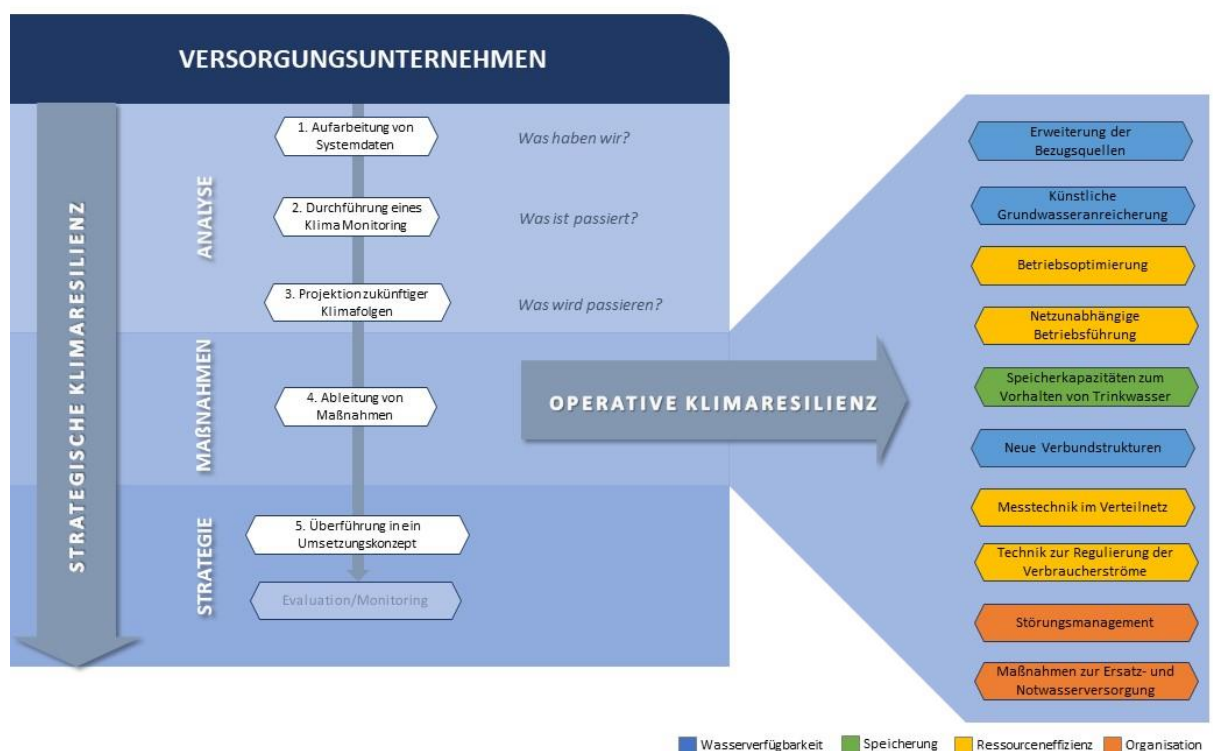 VERSORGUNGSUNTERNEHMEN
STRATEGISCHE KLIMARESILIENZ
ANALYSE
1. Aufarbeitung von
Systemdaten
Was haben wir?
2. Durchführung eines
Klima Monitoring
Was ist passiert?
3. Projektion zukünftiger
Klimafolgen
Was wird passieren?
MAßNAHMEN
4. Ableitung von
Maßnahmen
OPERATIVE KLIMARESILIENZ
STRATEGIE
5. Überführung in ein
Umsetzungskonzept
Evaluation/Monitoring
Erweiterung der
Bezugsquellen
Künstliche
Grundwasseranreicherung
Betriebsoptimierung
Netzunabhängige
Betriebsführung
Speicherkapazitäten zum
Vorhalten von Trinkwasser
Neue Verbundstrukturen
Messtechnik im Verteilnetz
Technik zur Regulierung der
Verbraucherströme
Störungsmanagement
Maßnahmen zur Ersatz- und
Notwasserversorgung
Wasserverfügbarkeit Speicherung Ressourceneffizienz Organisation